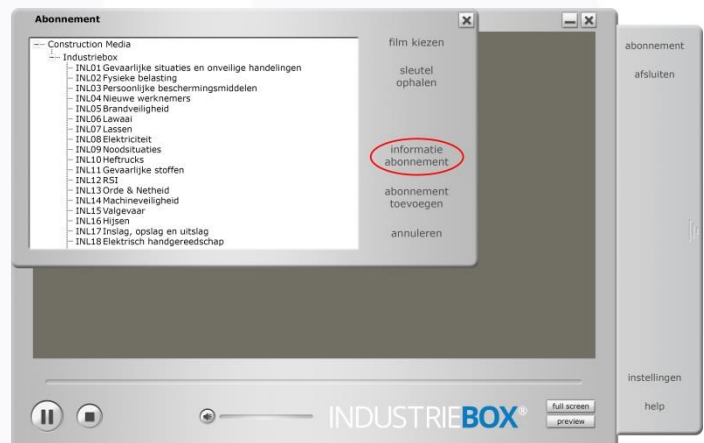 Abonnement
Construction Media
Industriebox
INL01 Gevaarlijke situaties en onveilige handelingen
INL02 Fysieke belasting
INL03 Persoonlijke beschermingsmiddelen
INL04 Nieuwe werknemers
INL05 Brandveiligheid
INL06 Lawaai
INL07 Lassen
INL08 Elektriciteit
INL09 Noodsituaties
INL10 Heftrucks
INL11 Gevaarlijke stoffen
INL12 RSI
INL13 Orde & Netheid
INL14 Machineveiligheid
INL15 Valgevaar
INL16 Hijsen
INL17 Inslag, opslag en uitslag
INL18 Elektrisch handgereedschap
film kiezen
sleutel
ophalen
informatie
abonnement
abonnement
toevoegen
annuleren
abonnement
afsluiten
instellingen
help
INDUSTRIEBOX®
full screen
preview